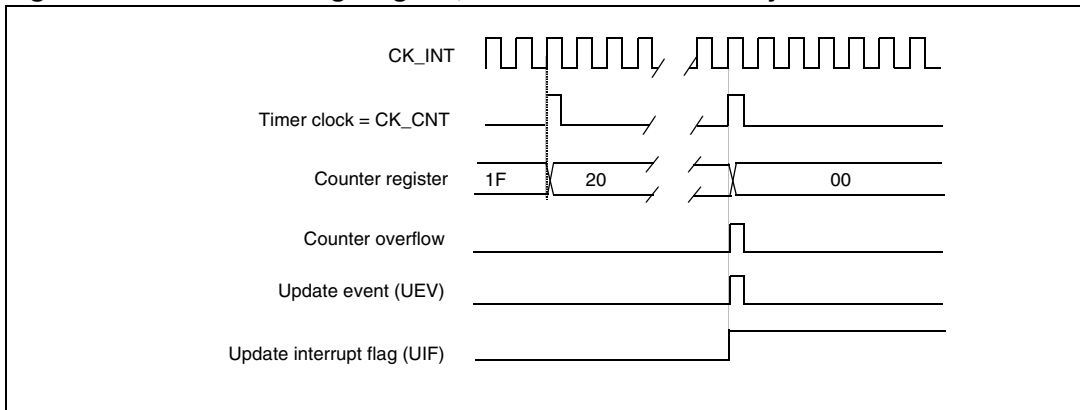 CK_INT
Timer clock = CK_CNT
Counter register 1F 20 00
Counter overflow
Update event (UEV)
Update interrupt flag (UIF)